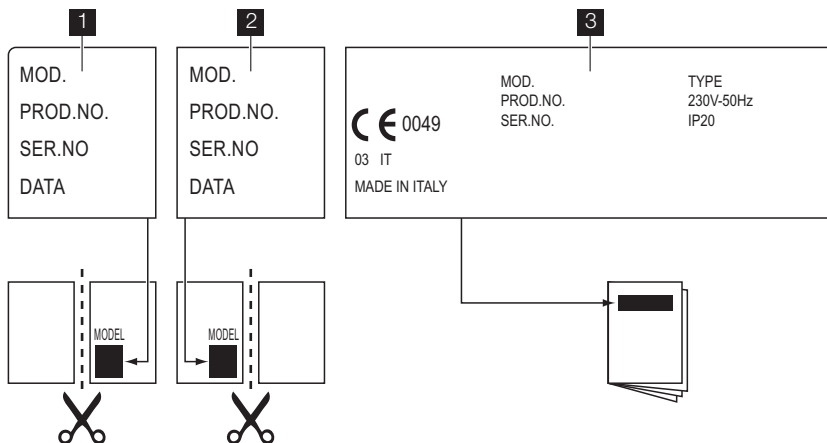 1
MOD.
PROD.NO.
SER.NO
DATA
2
MOD.
PROD.NO.
SER.NO
DATA
3
CE 0049
03 IT
MADE IN ITALY
MOD.
PROD.NO.
SER.NO.
TYPE
230V-50Hz
IP20
MODEL
MODEL